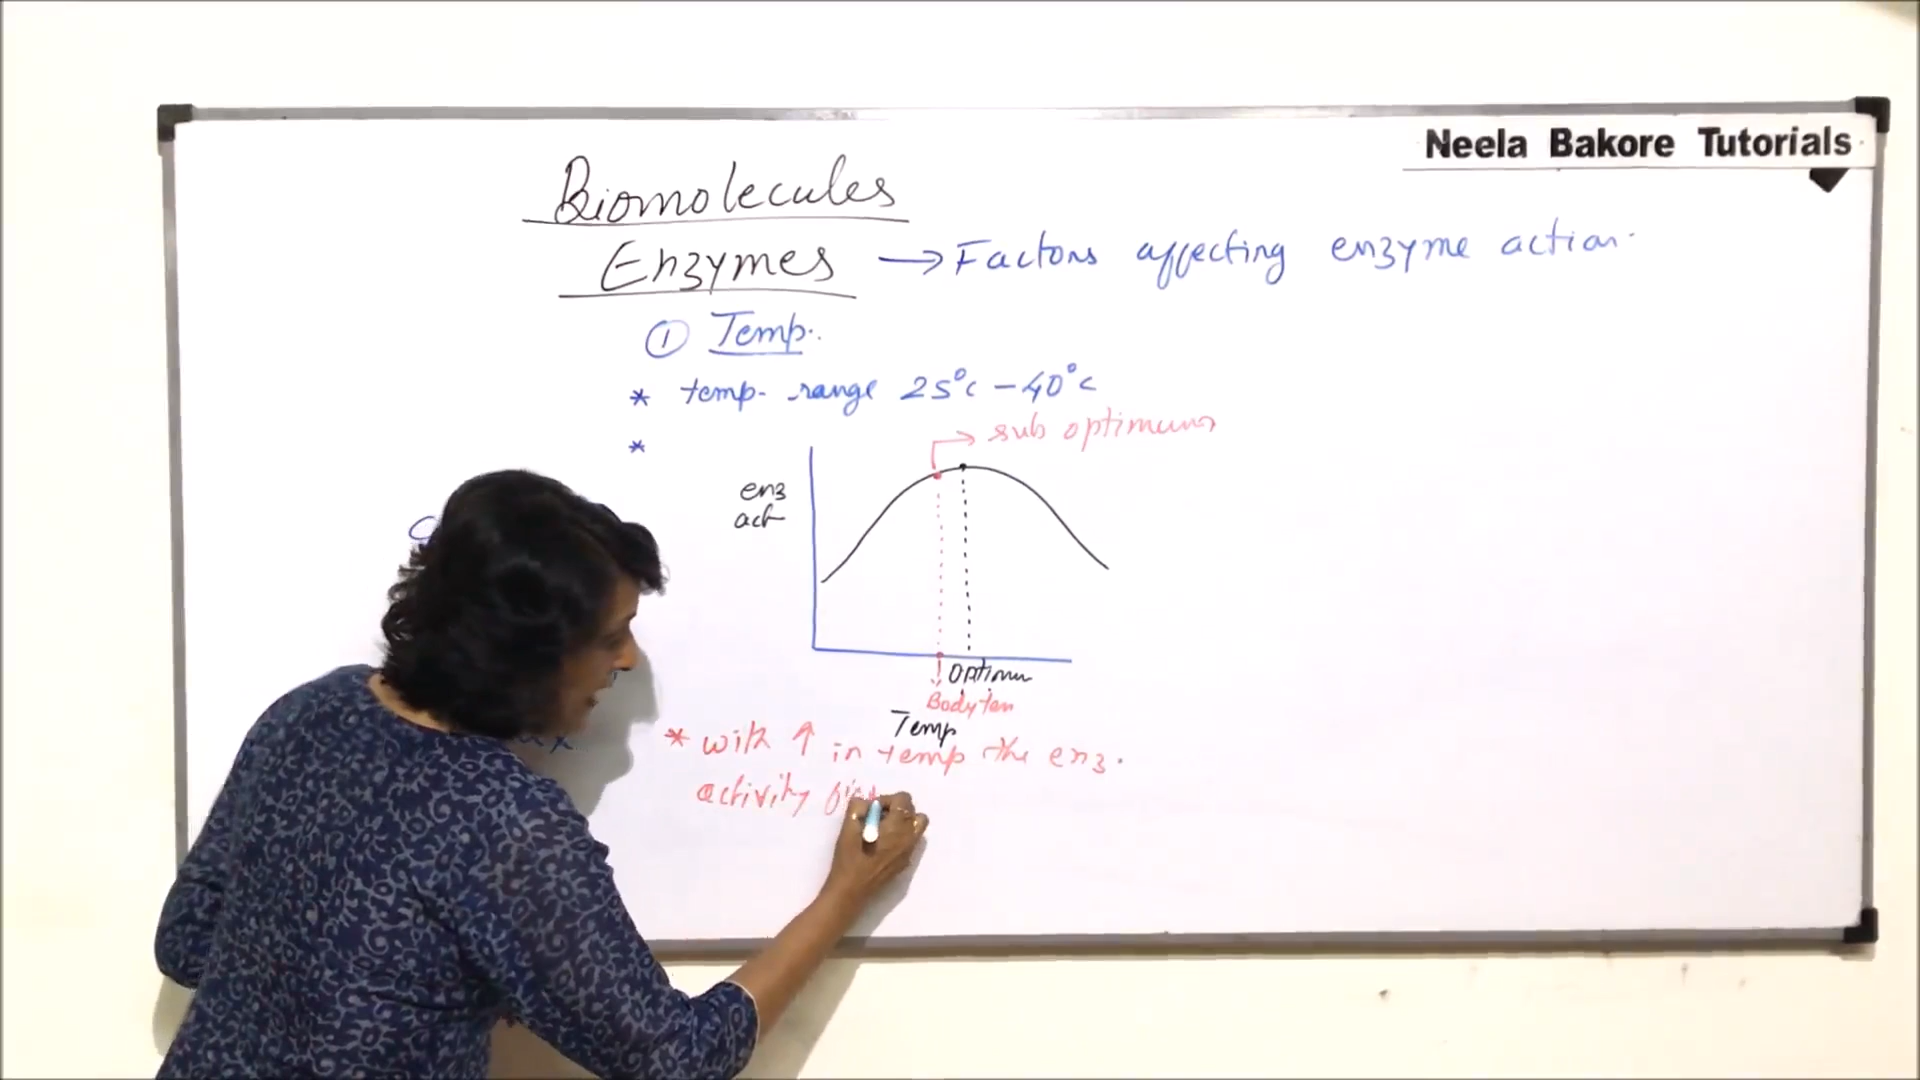 Neela Bakore Tutorials
Biomolecules
Enzymes → Factors affecting enzyme action.
① Temp.
* temp. range 25°c - 40°c
*
sub optimum
enz
act
optimu
Body tem
Temp
* with ↑ in temp the enz.
activity